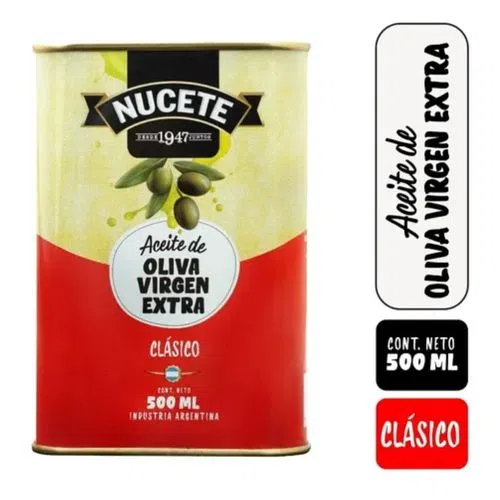 NUCETE
DESDE 1947 JUNTOS
Aceite de
OLIVA
VIRGEN
EXTRA
CLÁSICO
CONT. NETO
500 ML
INDUSTRIA ARGENTINA
Aceite de
OLIVA VIRGEN EXTRA
CONT. NETO
500 ML
CLÁSICO